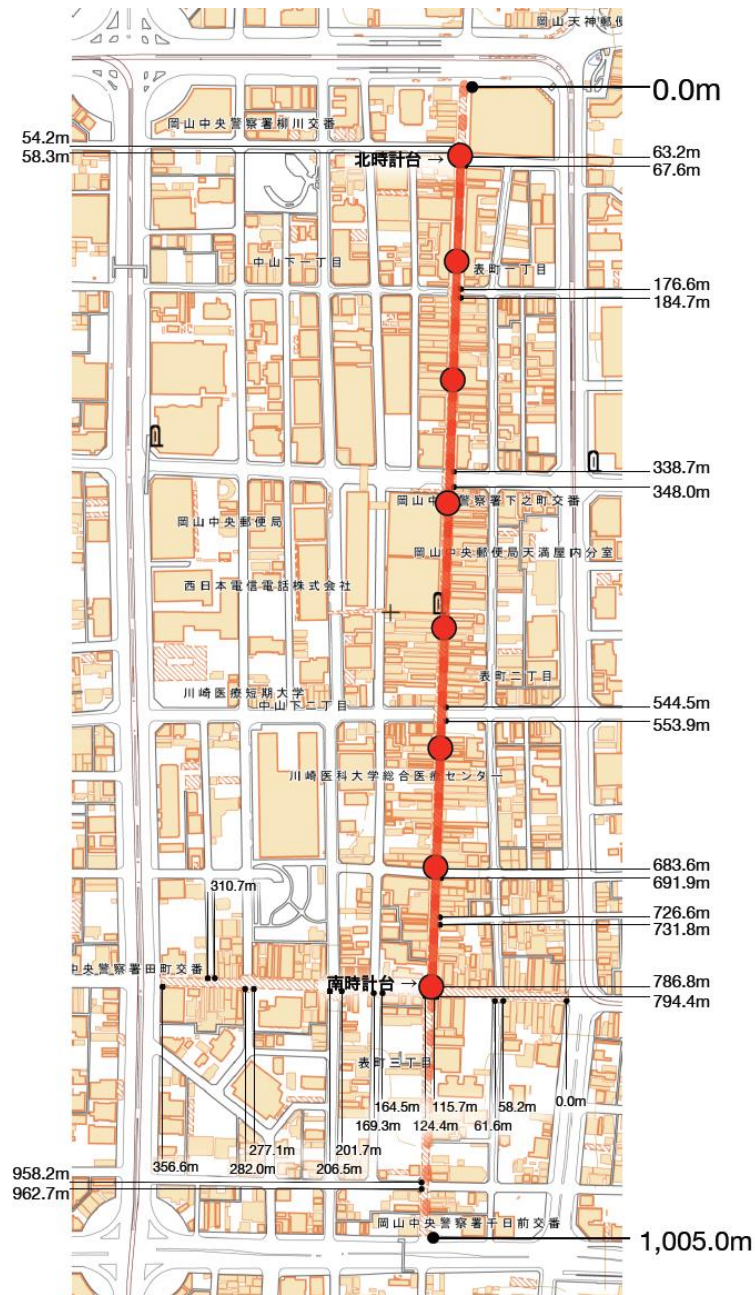 岡山天神郵便
0.0m
岡山中央警察署柳川交番
54.2m
58.3m
北時計台→
63.2m
67.6m
中山下一丁目
表町一丁目
176.6m
184.7m
338.7m
348.0m
岡山中央警察署下之町交番
岡山中央郵便局
岡山中央郵便局天満屋内分室
西日本電信電話株式会社
表町二丁目
川崎医療短期大学
中山下二丁目
544.5m
553.9m
川崎医科大学総合医療センター
683.6m
691.9m
310.7m
726.6m
731.8m
中央警察署田町交番
南時計台→
786.8m
794.4m
表町三丁目
164.5m
115.7m
58.2m
0.0m
169.3m
124.4m
61.6m
277.1m
201.7m
356.6m
282.0m
206.5m
958.2m
962.7m
岡山中央警察署千日前交番
1,005.0m